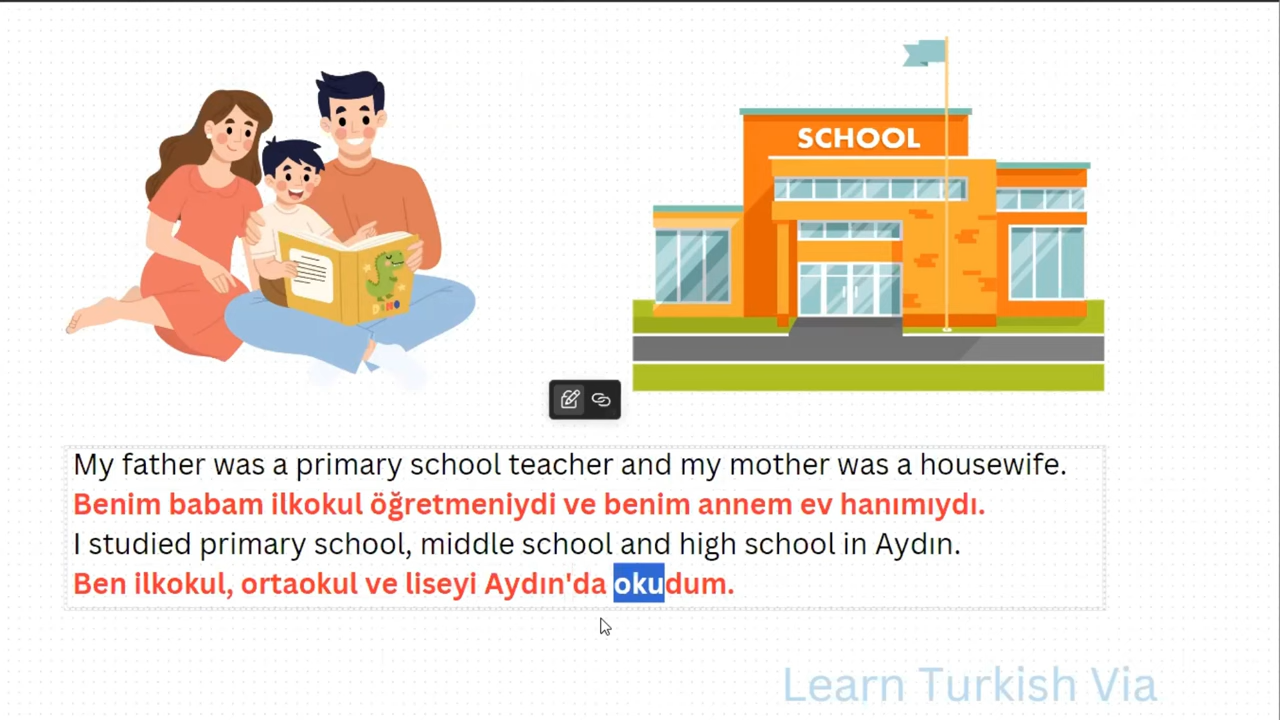 SCHOOL
DINO
My father was a primary school teacher and my mother was a housewife.
Benim babam ilkokul öğretmeniydi ve benim annem ev hanımıydı.
I studied primary school, middle school and high school in Aydın.
Ben ilkokul, ortaokul ve liseyi Aydın'da okudum.
Learn Turkish Via